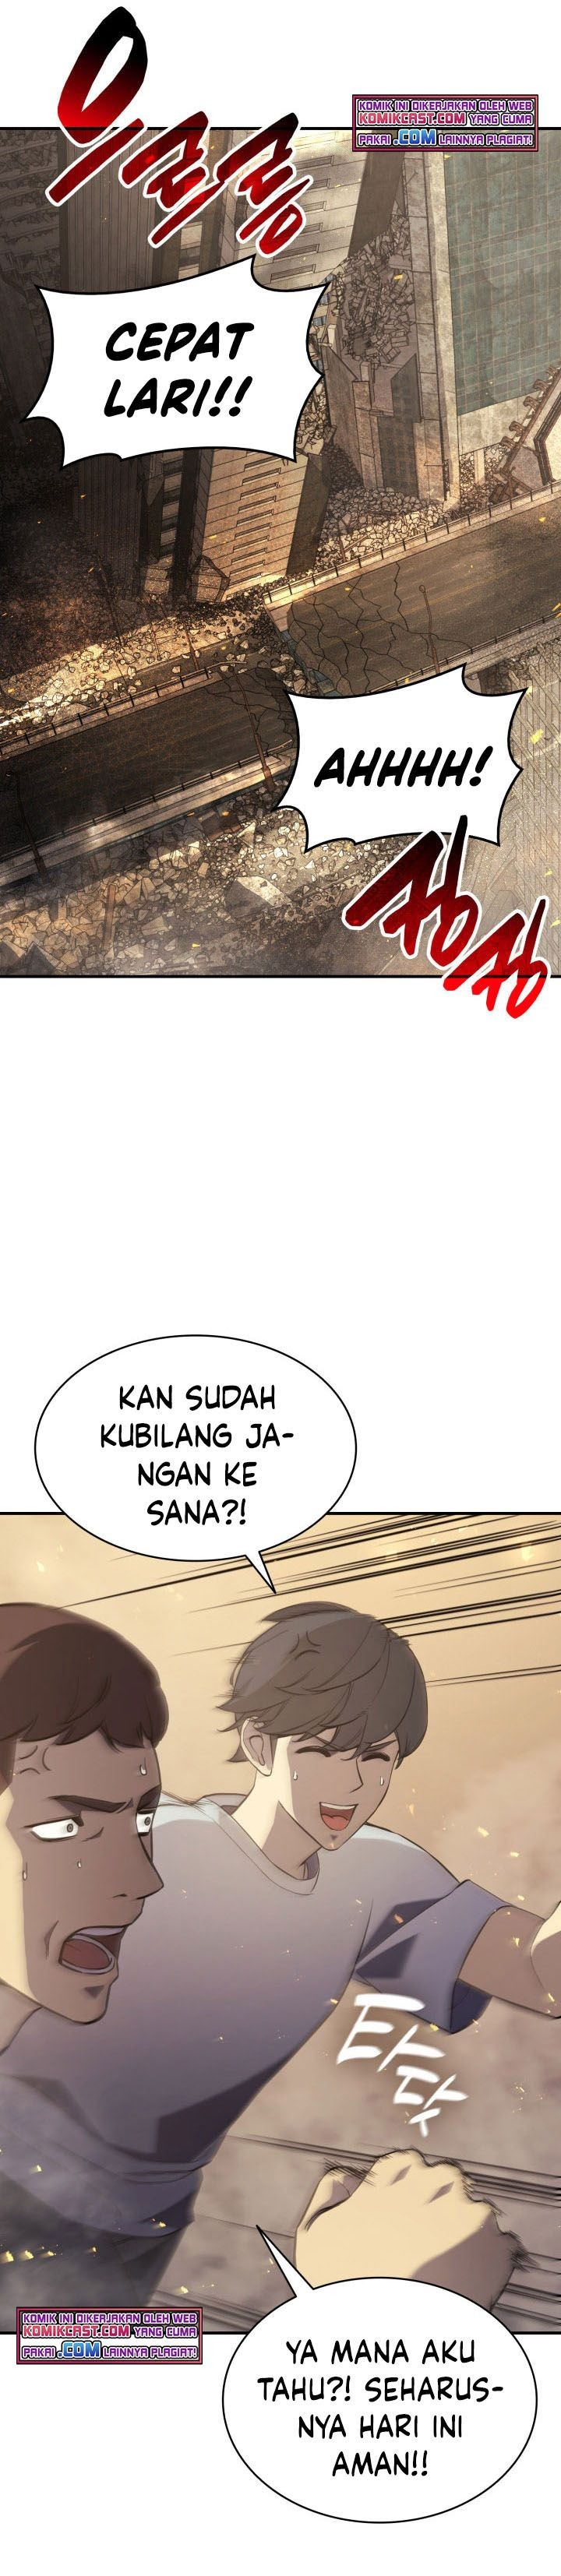 KOMIK INI DIKERJAKAN OLEH WEB
KOMIKCAST.COM YANG CUMA
PAKAI .COM LAINNYA PLAGIAT!
CEPAT
LARI!!
AHHHH!
KAN SUDAH
KUBILANG JA-
NGAN KE
SANA?!
타닷
KOMIK INI DIKERJAKAN OLEH WEB
KOMIKCAST.COM YANG CUMA
PAKAI .COM LAINNYA PLAGIAT!
YA MANA AKU
TAHU?! SEHARUS-
NYA HARI INI
AMAN!!